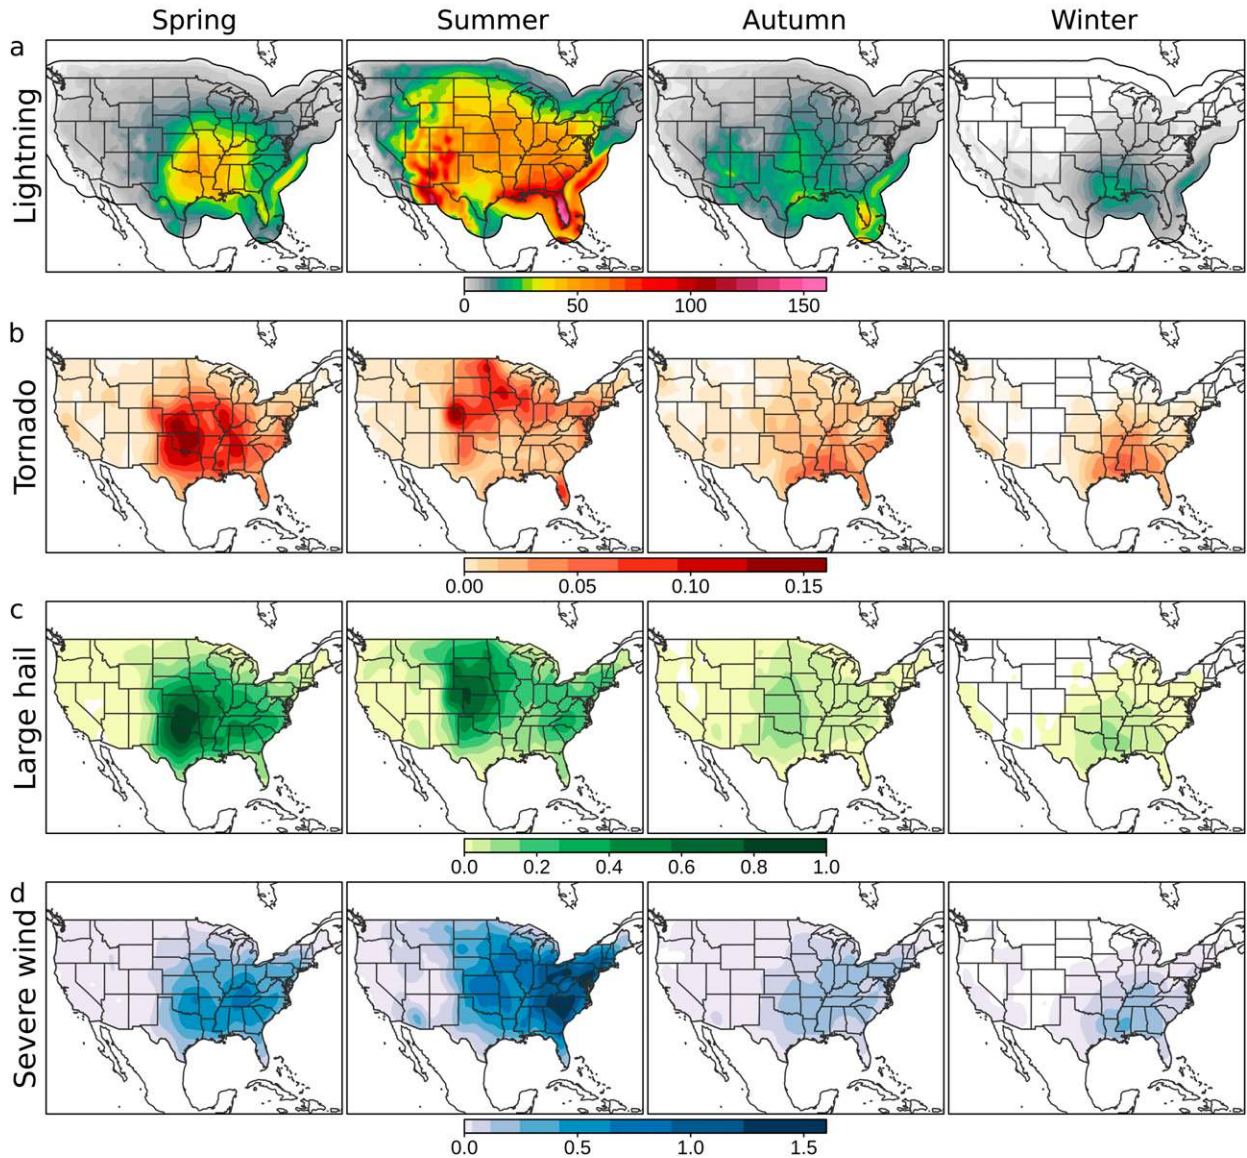 Spring Summer Autumn Winter
a
Lightning
0 50 100 150
b
Tornado
0.00 0.05 0.10 0.15
c
Large hail
0.0 0.2 0.4 0.6 0.8 1.0
d
Severe wind
0.0 0.5 1.0 1.5